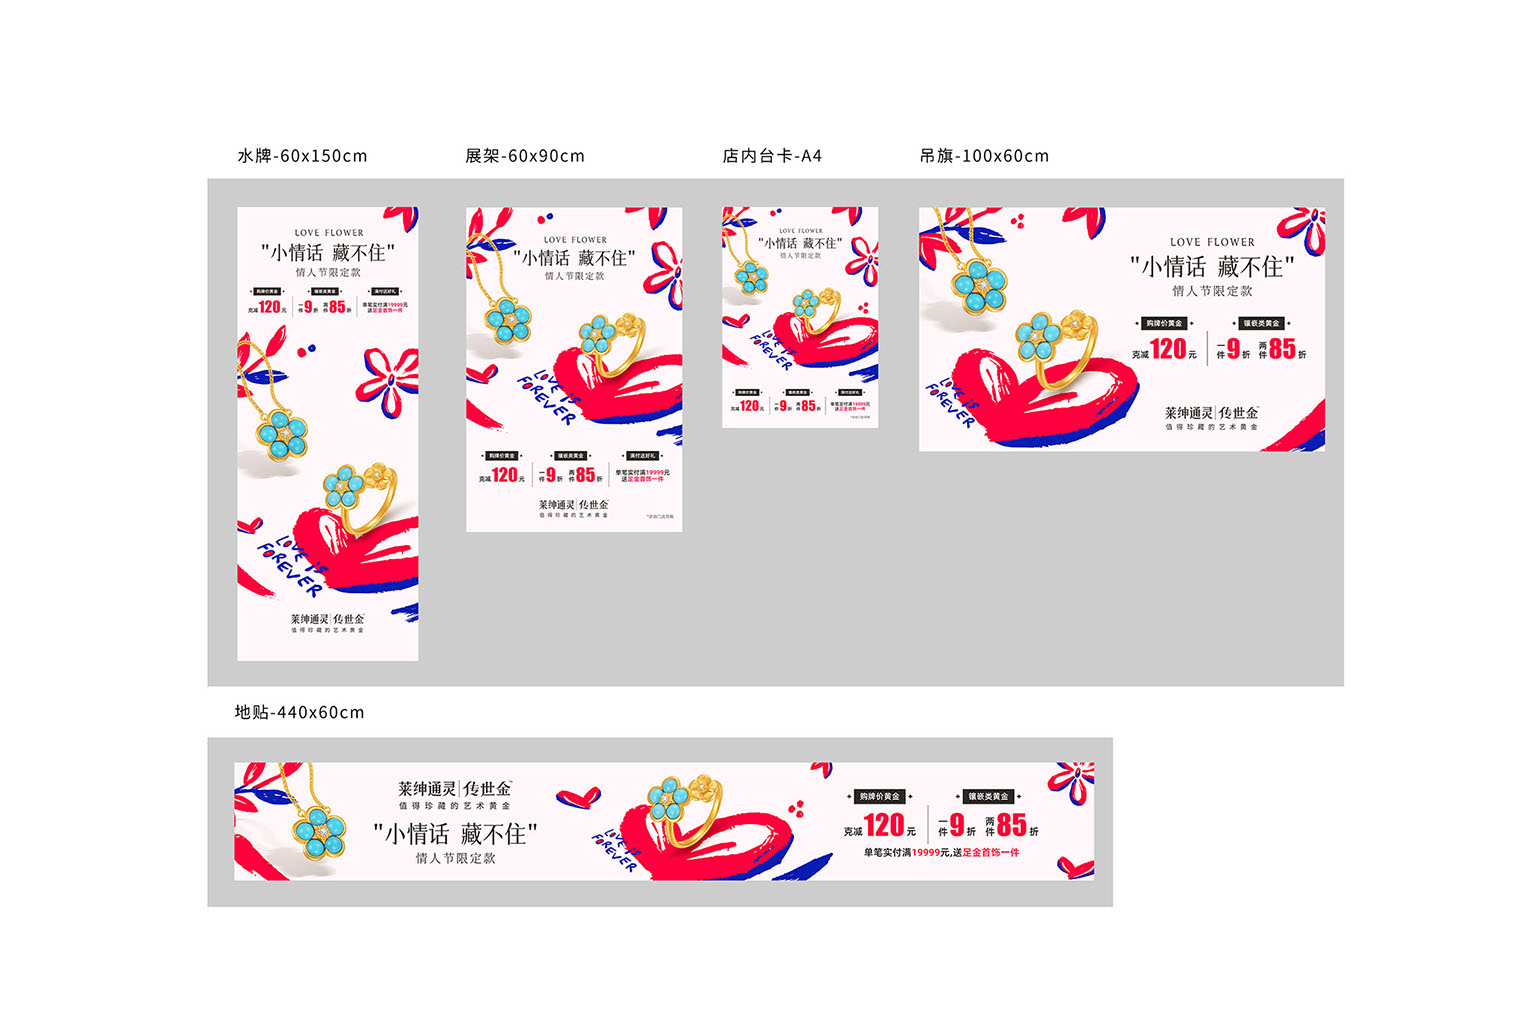 水牌-60x150cm
LOVE FLOWER
"小情话 藏不住"
情人节限定款
购牌价黄金 镶嵌类黄金 满付送好礼
克减120元 一件9折 两件85折 单笔实付满19999元
送足金首饰一件
LOVE IS
FOREVER
莱绅通灵 传世金
值得珍藏的艺术黄金
展架-60x90cm
LOVE FLOWER
"小情话 藏不住"
情人节限定款
LOVE IS
FOREVER
购牌价黄金 镶嵌类黄金 满付送好礼
克减120元 一件9折 两件85折 单笔实付满19999元
送足金首饰一件
莱绅通灵 传世金
值得珍藏的艺术黄金
店内台卡-A4
LOVE FLOWER
"小情话 藏不住"
情人节限定款
LOVE IS
FOREVER
购牌价黄金 镶嵌类黄金 满付送好礼
克减120元 一件9折 两件85折 单笔实付满19999元
送足金首饰一件
吊旗-100x60cm
LOVE FLOWER
"小情话 藏不住"
情人节限定款
购牌价黄金 镶嵌类黄金
克减120元 一件9折 两件85折
LOVE IS
FOREVER
莱绅通灵 传世金
值得珍藏的艺术黄金
地贴-440x60cm
莱绅通灵 传世金
值得珍藏的艺术黄金
"小情话 藏不住"
情人节限定款
LOVE IS
FOREVER
购牌价黄金 镶嵌类黄金
克减120元 一件9折 两件85折
单笔实付满19999元,送足金首饰一件